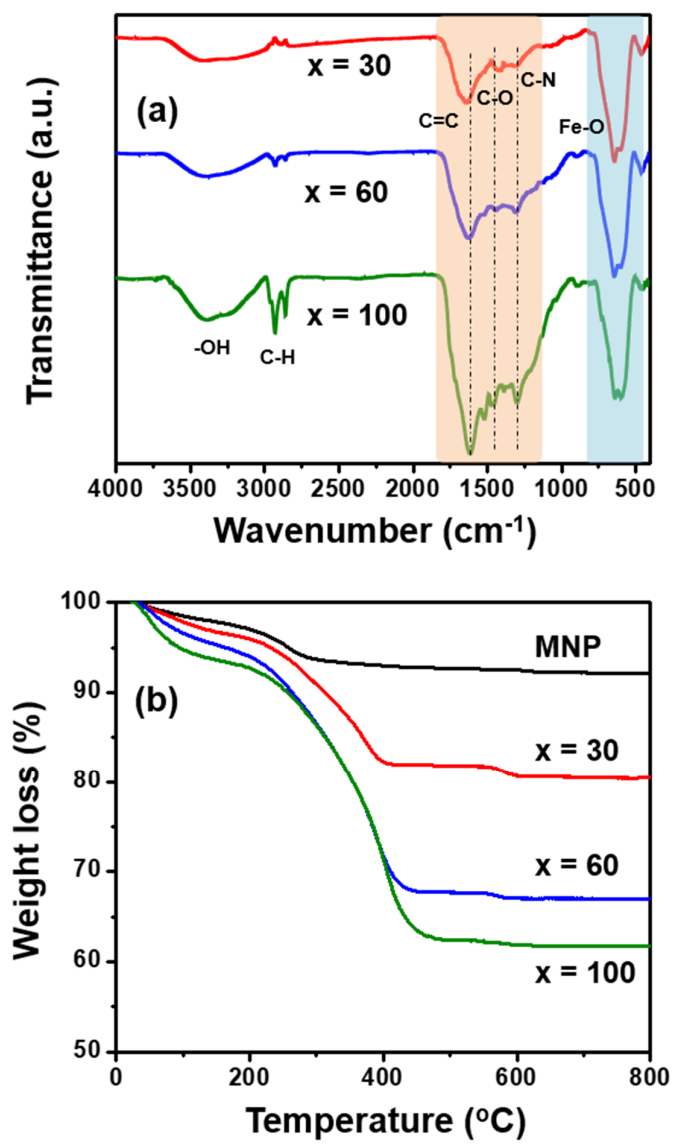 x = 30
(a)
C-N
C-O
C=C
Fe-O
x = 60
x = 100
-OH
C-H
Transmittance (a.u.)
4000 3500 3000 2500 2000 1500 1000 500
Wavenumber (cm⁻¹)
100
90
80
70
60
50
MNP
(b)
x = 30
x = 60
x = 100
Weight loss (%)
0 200 400 600 800
Temperature (ᵒC)